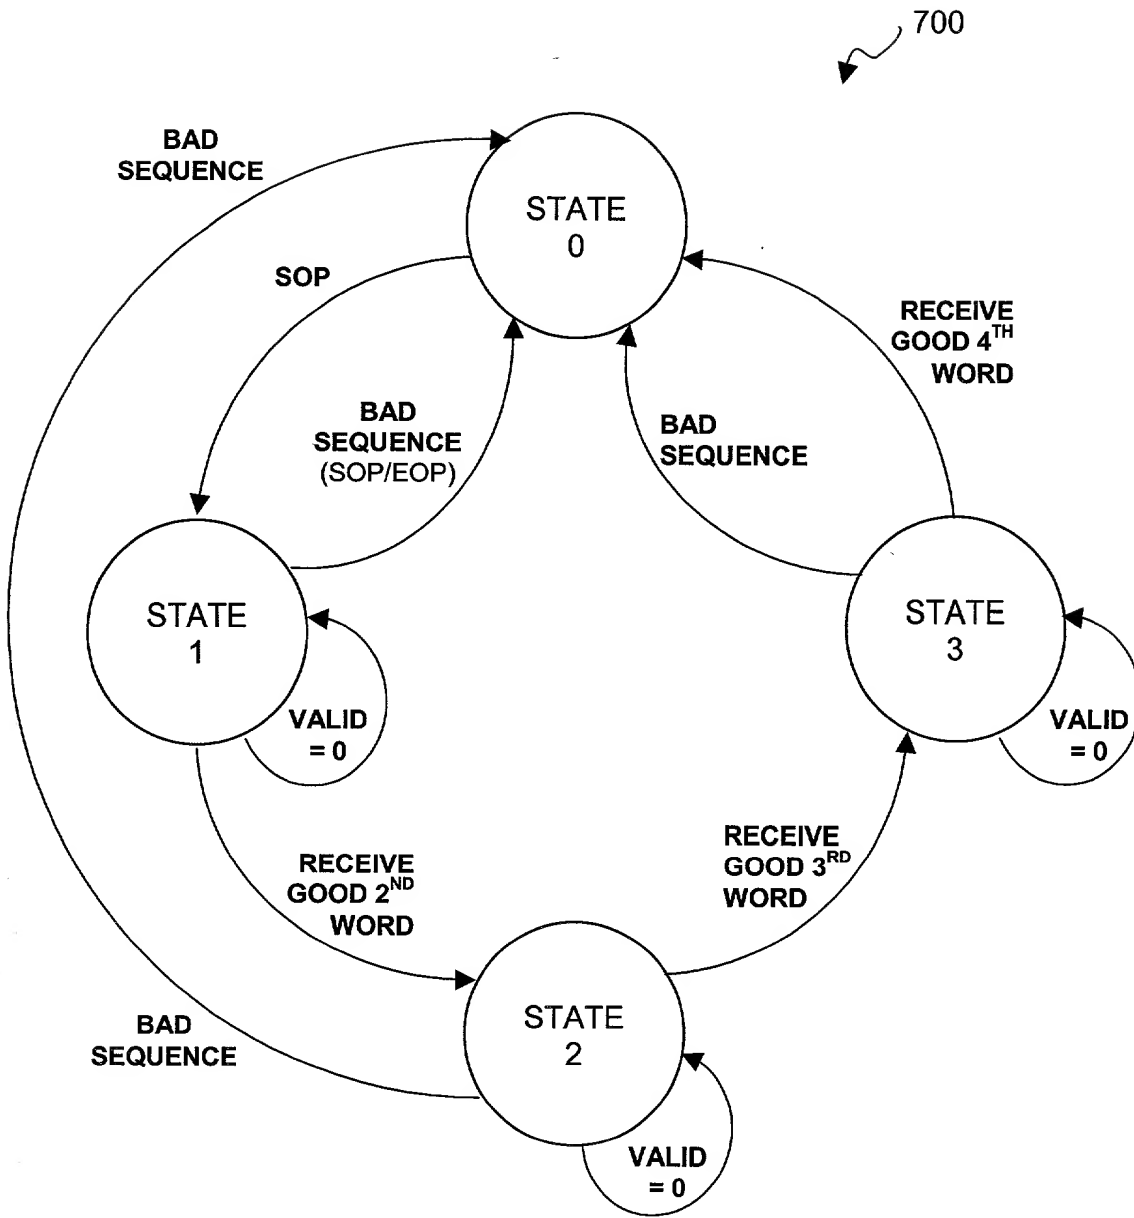 700
BAD
SEQUENCE
STATE
0
SOP
RECEIVE
GOOD 4TH
WORD
BAD
SEQUENCE
(SOP/EOP)
BAD
SEQUENCE
STATE
1
STATE
3
VALID
= 0
VALID
= 0
RECEIVE
GOOD 2ND
WORD
RECEIVE
GOOD 3RD
WORD
BAD
SEQUENCE
STATE
2
VALID
= 0